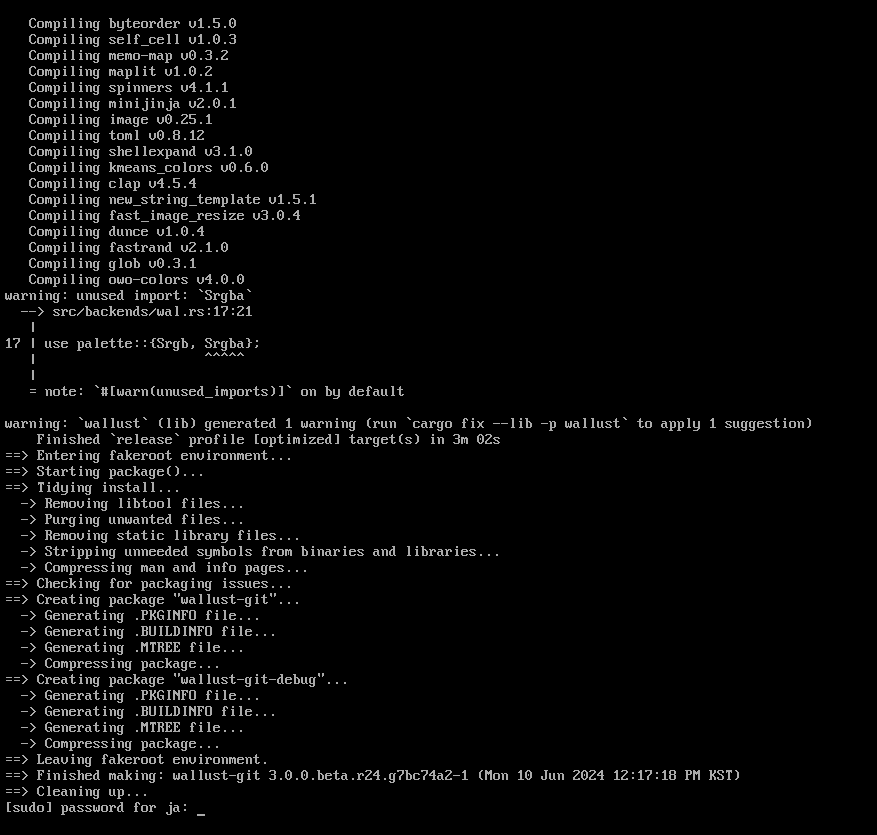 Compiling byteorder v1.5.0
Compiling self_cell v1.0.3
Compiling memo-map v0.3.2
Compiling maplit v1.0.2
Compiling spinners v4.1.1
Compiling minijinja v2.0.1
Compiling image v0.25.1
Compiling toml v0.8.12
Compiling shellexpand v3.1.0
Compiling kmeans_colors v0.6.0
Compiling clap v4.5.4
Compiling new_string_template v1.5.1
Compiling fast_image_resize v3.0.4
Compiling dunce v1.0.4
Compiling fastrand v2.1.0
Compiling glob v0.3.1
Compiling owo-colors v4.0.0
warning: unused import: `Srgba`
  --> src/backends/wal.rs:17:21
   |
17 | use palette::{Srgb, Srgba};
   |                     ^^^^^
   |
   = note: `#[warn(unused_imports)]` on by default

warning: `wallust` (lib) generated 1 warning (run `cargo fix --lib -p wallust` to apply 1 suggestion)
    Finished `release` profile [optimized] target(s) in 3m 02s
==> Entering fakeroot environment...
==> Starting package()...
==> Tidying install...
  -> Removing libtool files...
  -> Purging unwanted files...
  -> Removing static library files...
  -> Stripping unneeded symbols from binaries and libraries...
  -> Compressing man and info pages...
==> Checking for packaging issues...
==> Creating package "wallust-git"...
  -> Generating .PKGINFO file...
  -> Generating .BUILDINFO file...
  -> Generating .MTREE file...
  -> Compressing package...
==> Creating package "wallust-git-debug"...
  -> Generating .PKGINFO file...
  -> Generating .BUILDINFO file...
  -> Generating .MTREE file...
  -> Compressing package...
==> Leaving fakeroot environment.
==> Finished making: wallust-git 3.0.0.beta.r24.g7bc74a2-1 (Mon 10 Jun 2024 12:17:18 PM KST)
==> Cleaning up...
[sudo] password for ja: _